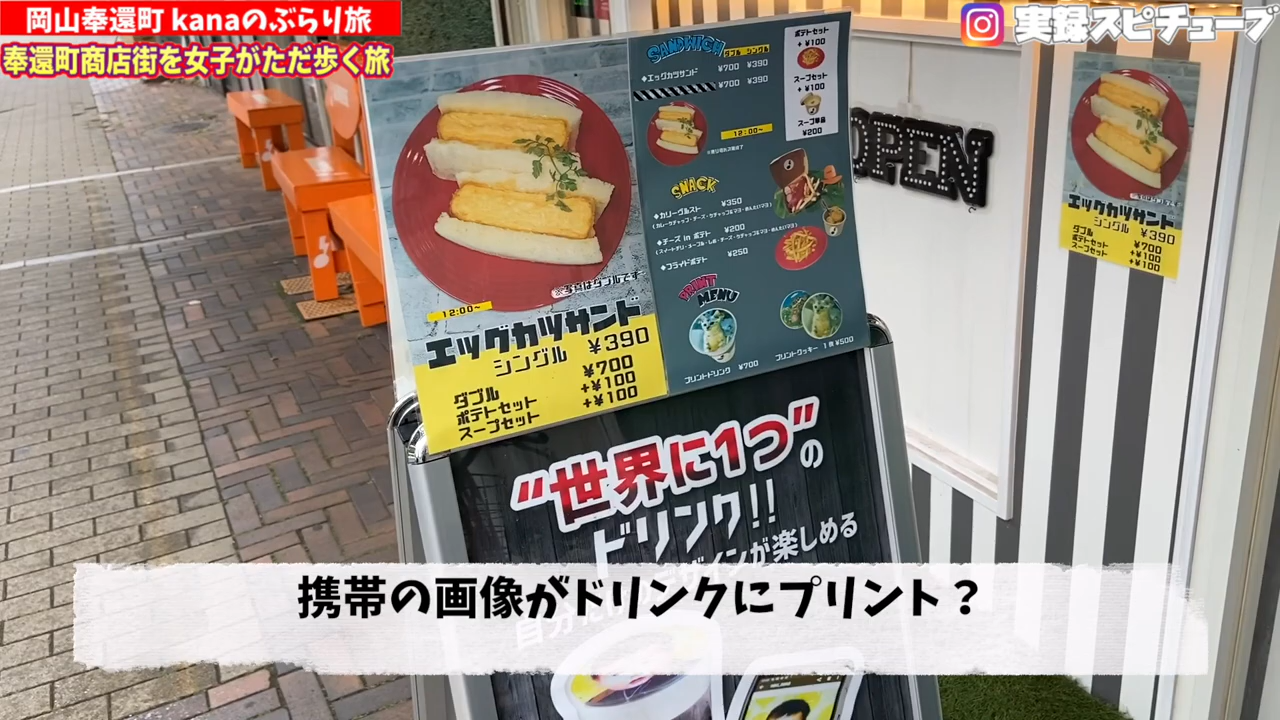 岡山奉還町 kanaのぶらり旅
奉還町商店街を女子がただ歩く旅
実録スピチューブ
SANDWICH
ダブル シングル
◆エッグカツサンド ¥700 ¥390
¥700 ¥390
12:00~
ポテトセット
+¥100
スープセット
+¥100
スープ単品
¥200
SNACK
◆カリーヴルスト ¥350
◆チーズ in ポテト ¥200
◆フライドポテト ¥250
PRINT MENU
プリントドリンク ¥700
プリントクッキー 1枚¥500
※写真はダブルです
12:00~
エッグカツサンド
シングル ¥390
ダブル ¥700
ポテトセット +¥100
スープセット +¥100
OPEN
エッグカツサンド
シングル ¥390
ダブル ¥700
ポテトセット +¥100
スープセット +¥100
"世界に1つ"の
ドリンク!!
デザインが楽しめる
携帯の画像がドリンクにプリント?